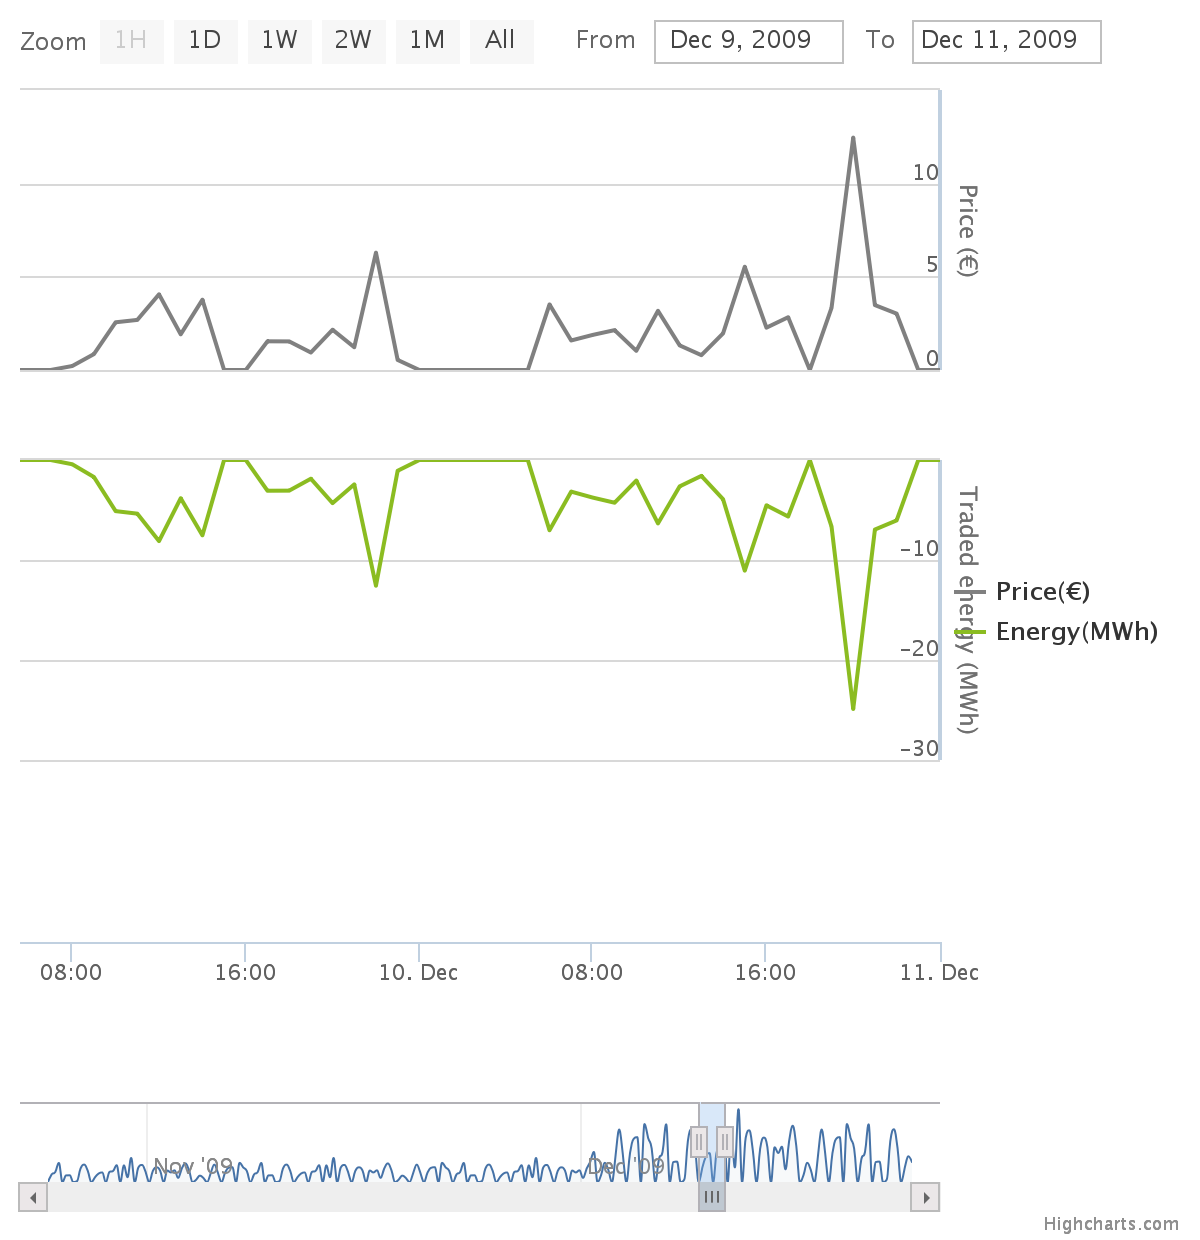 Zoom 1H 1D 1W 2W 1M All From Dec 9, 2009 To Dec 11, 2009
10
5
0
Price (€)
-10
-20
-30
Traded energy (MWh)
Price(€)
Energy(MWh)
08:00 16:00 10. Dec 08:00 16:00 11. Dec
Nov '09 Dec '09
Highcharts.com